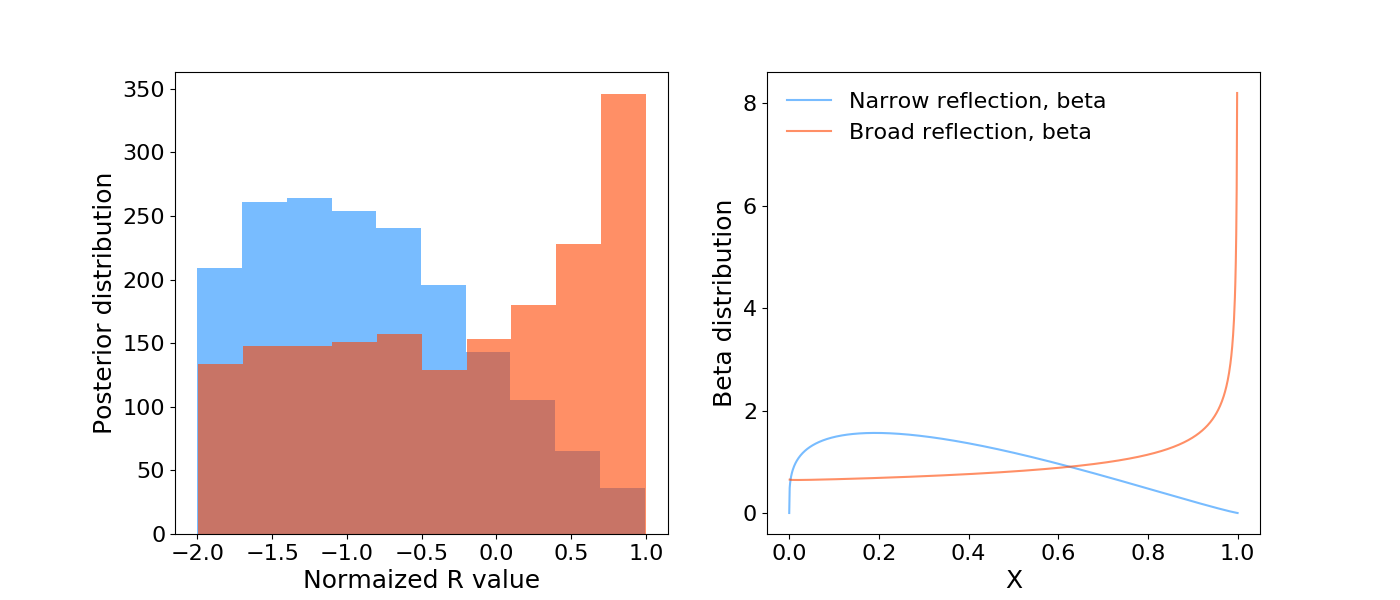 Posterior distribution
350
300
250
200
150
100
50
0
−2.0 −1.5 −1.0 −0.5 0.0 0.5 1.0
Normaized R value
Beta distribution
8
6
4
2
0
Narrow reflection, beta
Broad reflection, beta
0.0 0.2 0.4 0.6 0.8 1.0
X